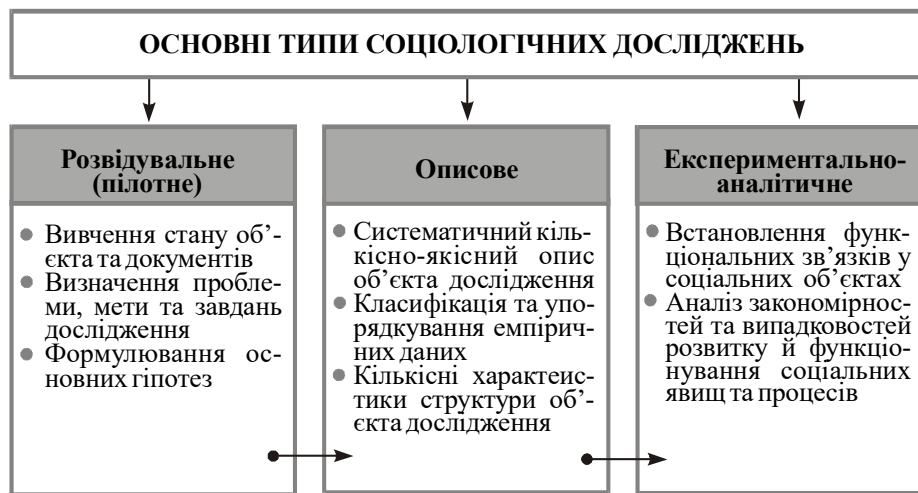 ОСНОВНІ ТИПИ СОЦІОЛОГІЧНИХ ДОСЛІДЖЕНЬ
Розвідувальне
(пілотне)
Вивчення стану об’-
єкта та документів
Визначення пробле-
ми, мети та завдань
дослідження
Формулювання ос-
новних гіпотез
Описове
Систематичний кіль-
кісно-якісний опис
об’єкта дослідження
Класифікація та упо-
рядкування емпірич-
них даних
Кількісні характеис-
тики структури об’-
єкта дослідження
Експериментально-
аналітичне
Встановлення функ-
ціональних зв’язків у
соціальних об’єктах
Аналіз закономірнос-
тей та випадковостей
розвитку й функціо-
нування соціальних
явищ та процесів